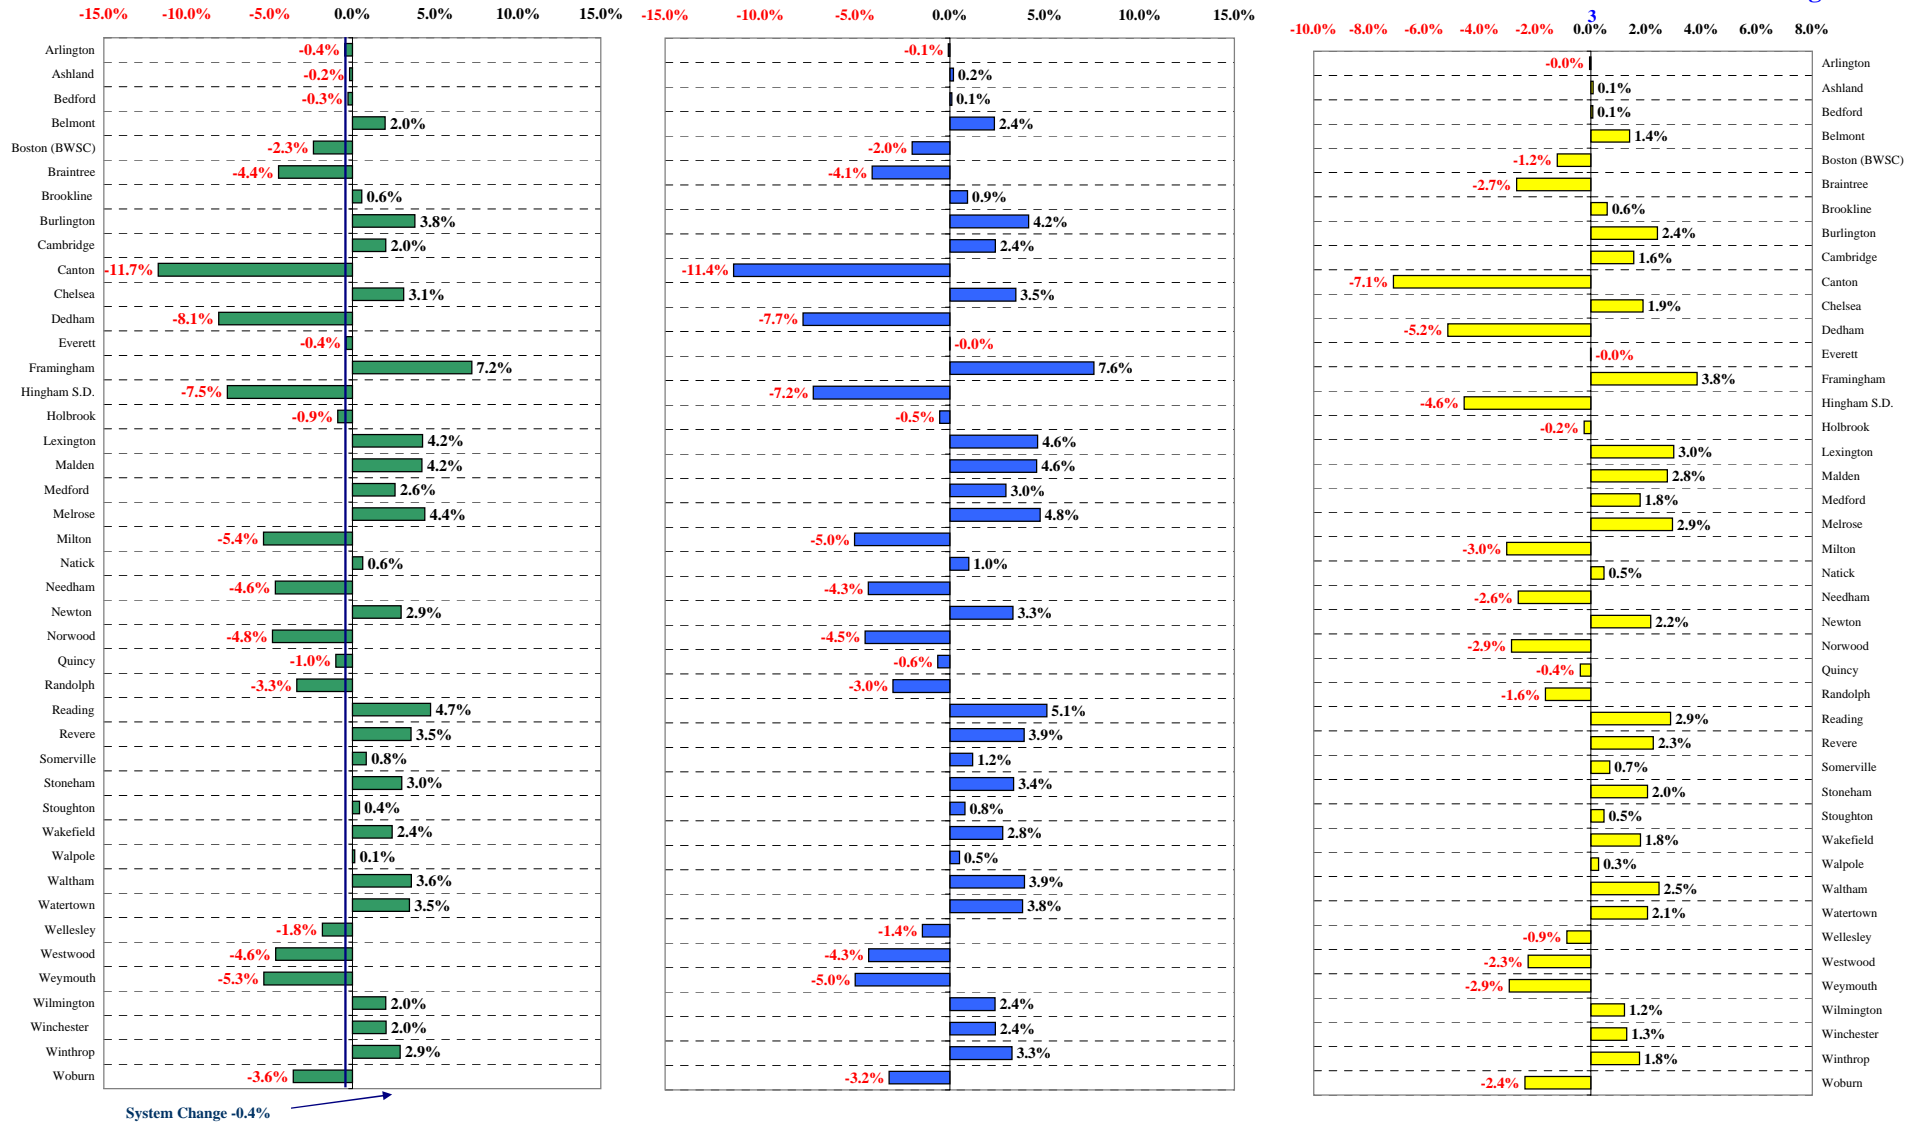 -15.0% -10.0% -5.0% 0.0% 5.0% 10.0% 15.0%
Arlington -0.4%
Ashland -0.2%
Bedford -0.3%
Belmont 2.0%
Boston (BWSC) -2.3%
Braintree -4.4%
Brookline 0.6%
Burlington 3.8%
Cambridge 2.0%
Canton -11.7%
Chelsea 3.1%
Dedham -8.1%
Everett -0.4%
Framingham 7.2%
Hingham S.D. -7.5%
Holbrook -0.9%
Lexington 4.2%
Malden 4.2%
Medford 2.6%
Melrose 4.4%
Milton -5.4%
Natick 0.6%
Needham -4.6%
Newton 2.9%
Norwood -4.8%
Quincy -1.0%
Randolph -3.3%
Reading 4.7%
Revere 3.5%
Somerville 0.8%
Stoneham 3.0%
Stoughton 0.4%
Wakefield 2.4%
Walpole 0.1%
Waltham 3.6%
Watertown 3.5%
Wellesley -1.8%
Westwood -4.6%
Weymouth -5.3%
Wilmington 2.0%
Winchester 2.0%
Winthrop 2.9%
Woburn -3.6%
System Change -0.4%
-15.0% -10.0% -5.0% 0.0% 5.0% 10.0% 15.0%
-0.1%
0.2%
0.1%
2.4%
-2.0%
-4.1%
0.9%
4.2%
2.4%
-11.4%
3.5%
-7.7%
-0.0%
7.6%
-7.2%
-0.5%
4.6%
4.6%
3.0%
4.8%
-5.0%
1.0%
-4.3%
3.3%
-4.5%
-0.6%
-3.0%
5.1%
3.9%
1.2%
3.4%
0.8%
2.8%
0.5%
3.9%
3.8%
-1.4%
-4.3%
-5.0%
2.4%
2.4%
3.3%
-3.2%
3
-10.0% -8.0% -6.0% -4.0% -2.0% 0.0% 2.0% 4.0% 6.0% 8.0%
-0.0% Arlington
0.1% Ashland
0.1% Bedford
1.4% Belmont
-1.2% Boston (BWSC)
-2.7% Braintree
0.6% Brookline
2.4% Burlington
1.6% Cambridge
-7.1% Canton
1.9% Chelsea
-5.2% Dedham
-0.0% Everett
3.8% Framingham
-4.6% Hingham S.D.
-0.2% Holbrook
3.0% Lexington
2.8% Malden
1.8% Medford
2.9% Melrose
-3.0% Milton
0.5% Natick
-2.6% Needham
2.2% Newton
-2.9% Norwood
-0.4% Quincy
-1.6% Randolph
2.9% Reading
2.3% Revere
0.7% Somerville
2.0% Stoneham
0.5% Stoughton
1.8% Wakefield
0.3% Walpole
2.5% Waltham
2.1% Watertown
-0.9% Wellesley
-2.3% Westwood
-2.9% Weymouth
1.2% Wilmington
1.3% Winchester
1.8% Winthrop
-2.4% Woburn